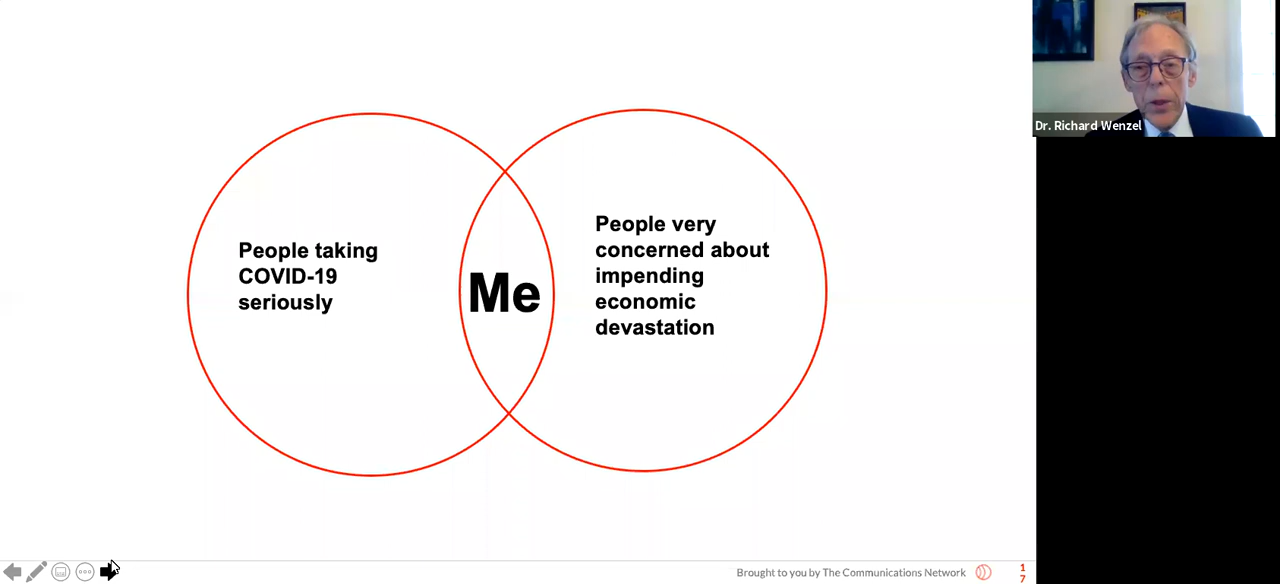 People taking
COVID-19
seriously
Me
People very
concerned about
impending
economic
devastation
Dr. Richard Wenzel
Brought to you by The Communications Network
1
7